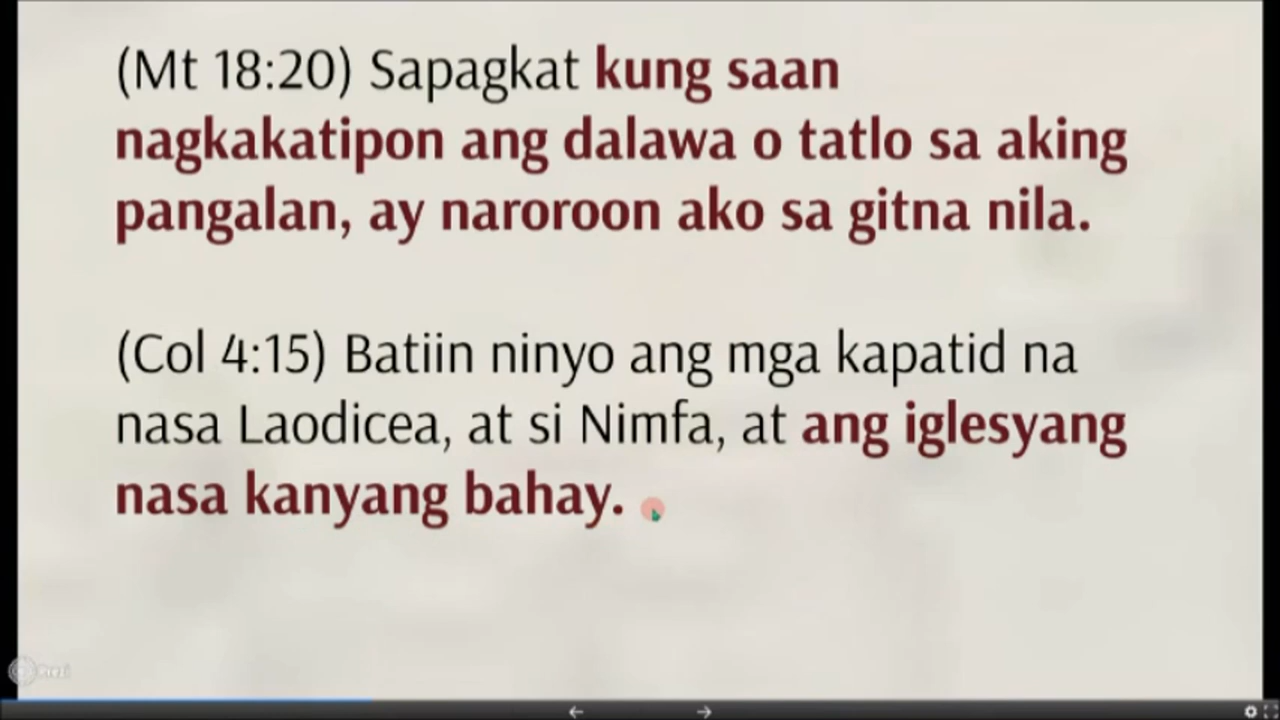 (Mt 18:20) Sapagkat kung saan
nagkakatipon ang dalawa o tatlo sa aking
pangalan, ay naroroon ako sa gitna nila.
(Col 4:15) Batiin ninyo ang mga kapatid na
nasa Laodicea, at si Nimfa, at ang iglesyang
nasa kanyang bahay.
Prezi